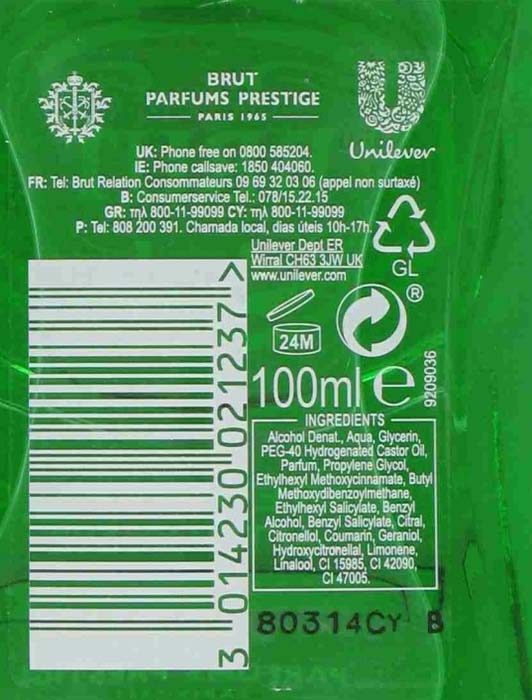 BRUT
PARFUMS PRESTIGE
PARIS 1965
Unilever
UK: Phone free on 0800 585204.
IE: Phone callsave: 1850 404060.
FR: Tel: Brut Relation Consommateurs 09 69 32 03 06 (appel non surtaxé)
B: Consumerservice Tel.: 078/15.22.15
GR: τηλ 800-11-99099 CY: τηλ 800-11-99099
P: Tel: 808 200 391. Chamada local, dias úteis 10h-17h.
Unilever Dept ER
Wirral CH63 3JW UK
www.unilever.com
GL
®
24M
100ml e
9209036
INGREDIENTS
Alcohol Denat., Aqua, Glycerin,
PEG-40 Hydrogenated Castor Oil,
Parfum, Propylene Glycol,
Ethylhexyl Methoxycinnamate, Butyl
Methoxydibenzoylmethane,
Ethylhexyl Salicylate, Benzyl
Alcohol, Benzyl Salicylate, Citral,
Citronellol, Coumarin, Geraniol,
Hydroxycitronellal, Limonene,
Linalool, CI 15985, CI 42090,
CI 47005.
3 014230 021237 >
80314CY B